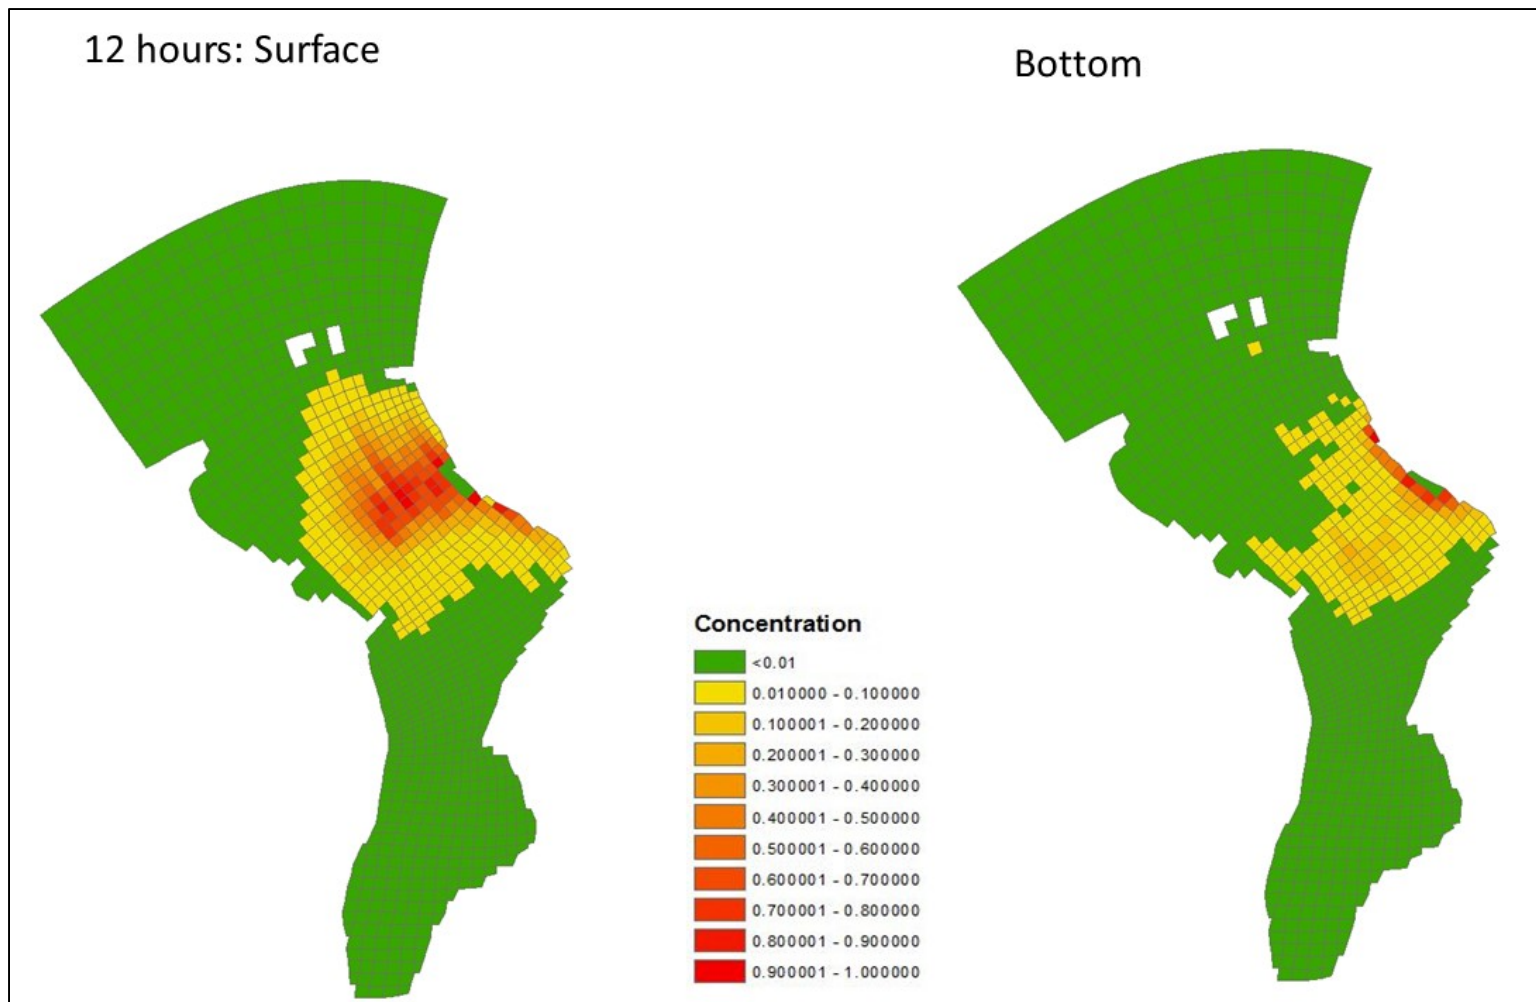 12 hours: Surface
Bottom
Concentration
<0.01
0.010000 - 0.100000
0.100001 - 0.200000
0.200001 - 0.300000
0.300001 - 0.400000
0.400001 - 0.500000
0.500001 - 0.600000
0.600001 - 0.700000
0.700001 - 0.800000
0.800001 - 0.900000
0.900001 - 1.000000